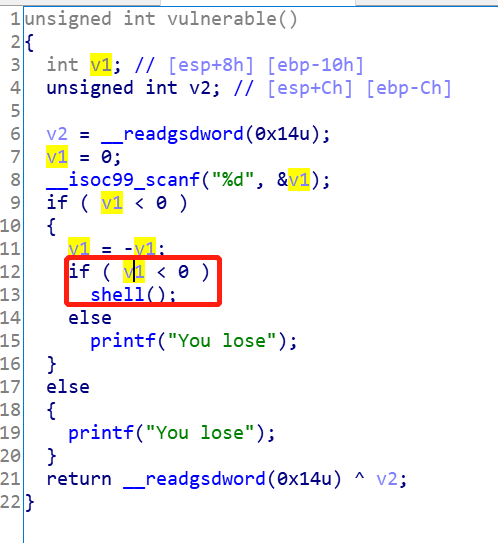 1 unsigned int vulnerable()
2 {
3 int v1; // [esp+8h] [ebp-10h]
4 unsigned int v2; // [esp+Ch] [ebp-Ch]
5
6 v2 = __readgsdword(0x14u);
7 v1 = 0;
8 __isoc99_scanf("%d", &v1);
9 if ( v1 < 0 )
10 {
11 v1 = -v1;
12 if ( v1 < 0 )
13 shell();
14 else
15 printf("You lose");
16 }
17 else
18 {
19 printf("You lose");
20 }
21 return __readgsdword(0x14u) ^ v2;
22 }